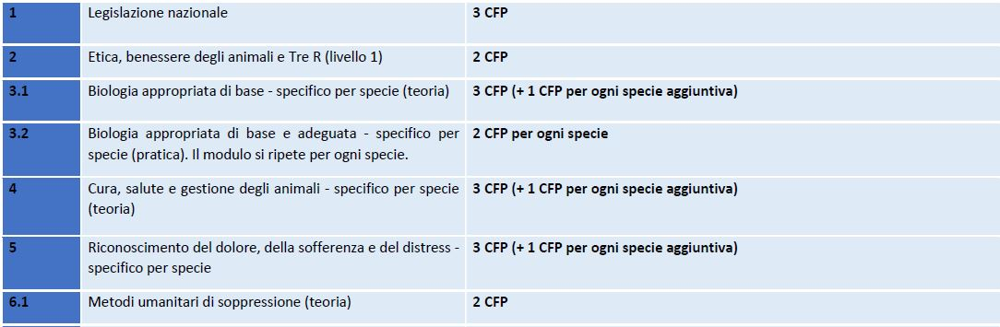 1 Legislazione nazionale 3 CFP
2 Etica, benessere degli animali e Tre R (livello 1) 2 CFP
3.1 Biologia appropriata di base - specifico per specie (teoria) 3 CFP (+ 1 CFP per ogni specie aggiuntiva)
3.2 Biologia appropriata di base e adeguata - specifico per 2 CFP per ogni specie
specie (pratica). Il modulo si ripete per ogni specie.
4 Cura, salute e gestione degli animali - specifico per specie 3 CFP (+ 1 CFP per ogni specie aggiuntiva)
(teoria)
5 Riconoscimento del dolore, della sofferenza e del distress - 3 CFP (+ 1 CFP per ogni specie aggiuntiva)
specifico per specie
6.1 Metodi umanitari di soppressione (teoria) 2 CFP